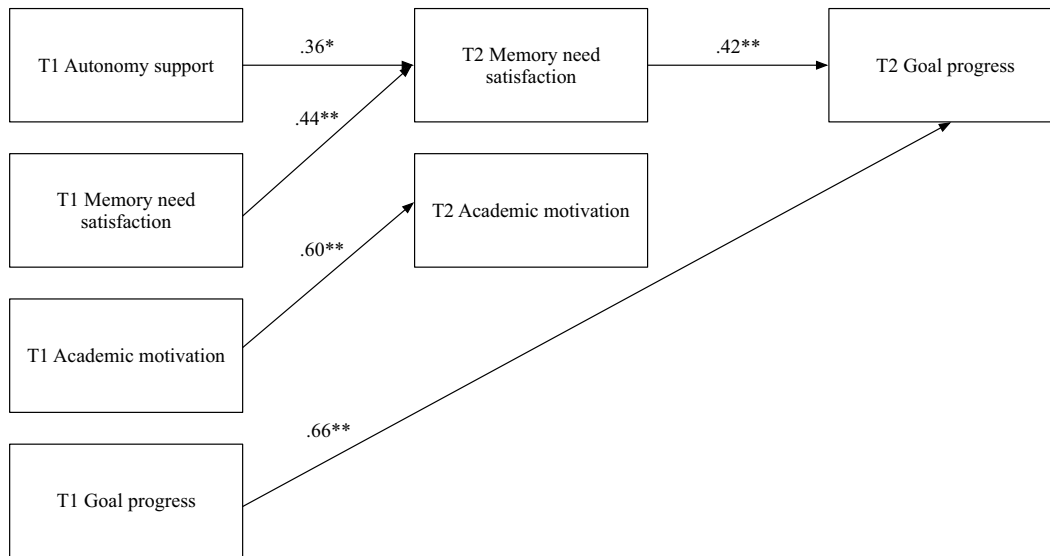 T1 Autonomy support
.36*
T2 Memory need
satisfaction
.42**
T2 Goal progress
.44**
T1 Memory need
satisfaction
T2 Academic motivation
.60**
T1 Academic motivation
.66**
T1 Goal progress